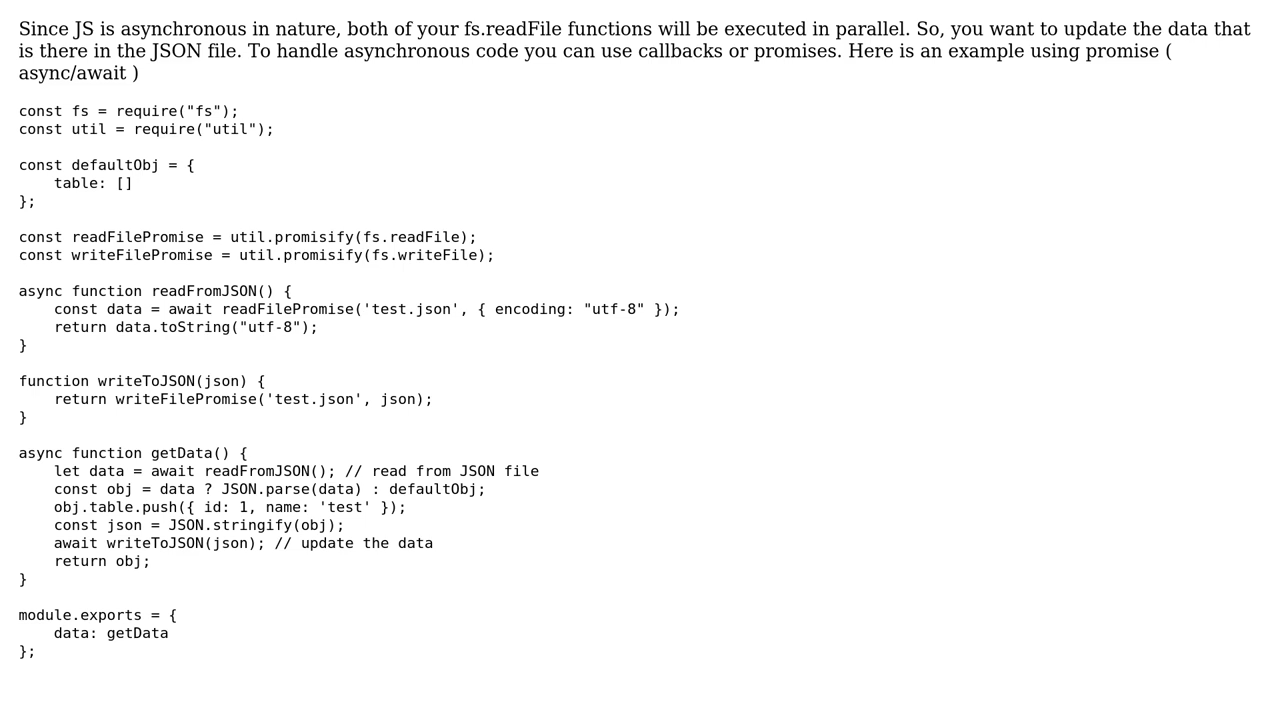 Since JS is asynchronous in nature, both of your fs.readFile functions will be executed in parallel. So, you want to update the data that
is there in the JSON file. To handle asynchronous code you can use callbacks or promises. Here is an example using promise (
async/await )
const fs = require("fs");
const util = require("util");
const defaultObj = {
    table: []
};
const readFilePromise = util.promisify(fs.readFile);
const writeFilePromise = util.promisify(fs.writeFile);
async function readFromJSON() {
    const data = await readFilePromise('test.json', { encoding: "utf-8" });
    return data.toString("utf-8");
}
function writeToJSON(json) {
    return writeFilePromise('test.json', json);
}
async function getData() {
    let data = await readFromJSON(); // read from JSON file
    const obj = data ? JSON.parse(data) : defaultObj;
    obj.table.push({ id: 1, name: 'test' });
    const json = JSON.stringify(obj);
    await writeToJSON(json); // update the data
    return obj;
}
module.exports = {
    data: getData
};